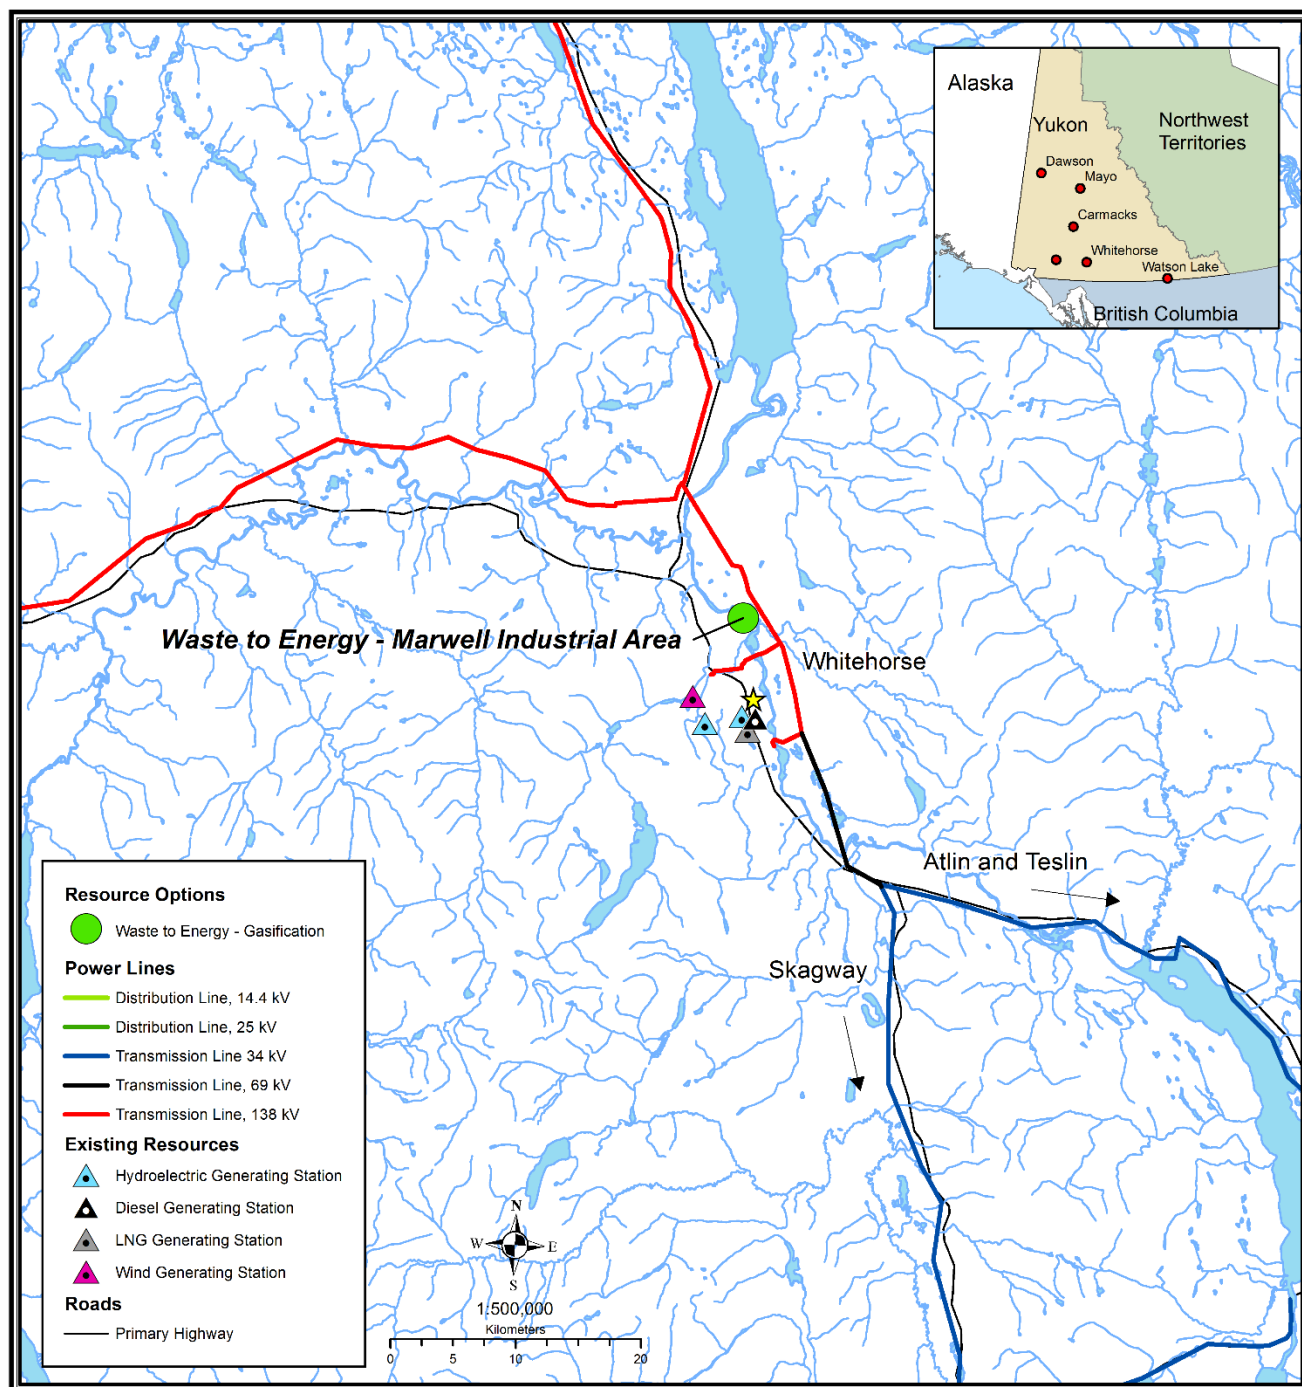 Alaska
Yukon
Northwest
Territories
Dawson
Mayo
Carmacks
Whitehorse
Watson Lake
British Columbia
Waste to Energy - Marwell Industrial Area
Whitehorse
Atlin and Teslin
Skagway
Resource Options
Waste to Energy - Gasification
Power Lines
Distribution Line, 14.4 kV
Distribution Line, 25 kV
Transmission Line 34 kV
Transmission Line, 69 kV
Transmission Line, 138 kV
Existing Resources
Hydroelectric Generating Station
Diesel Generating Station
LNG Generating Station
Wind Generating Station
Roads
Primary Highway
N
W E
S
1:500,000
Kilometers
0 5 10 20